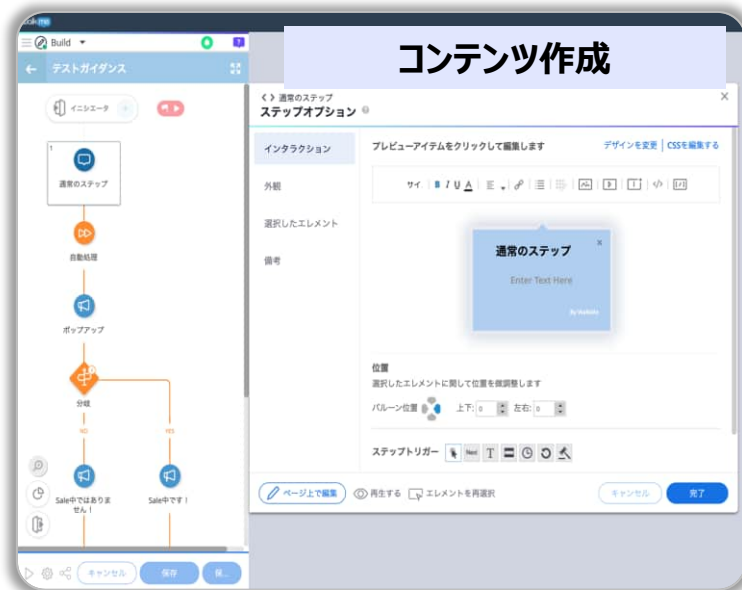 walkme
コンテンツ作成
Build
?
テストガイダンス
イニシエータ
1
通常のステップ
自動処理
ポップアップ
分岐
NO
YES
Sale中ではありま
せん！
Sale中です！
キャンセル
保存
保...
通常のステップ
ステップオプション
インタラクション
外観
選択したエレメント
備考
プレビューアイテムをクリックして編集します
デザインを変更 | CSSを編集する
サイ B I U A
通常のステップ
Enter Text Here
By WalkMe
位置
選択したエレメントに関して位置を微調整します
バルーン位置
上下: 0 左右: 0
ステップトリガー
Next T
ページ上で編集
再生する
エレメントを再選択
キャンセル
完了